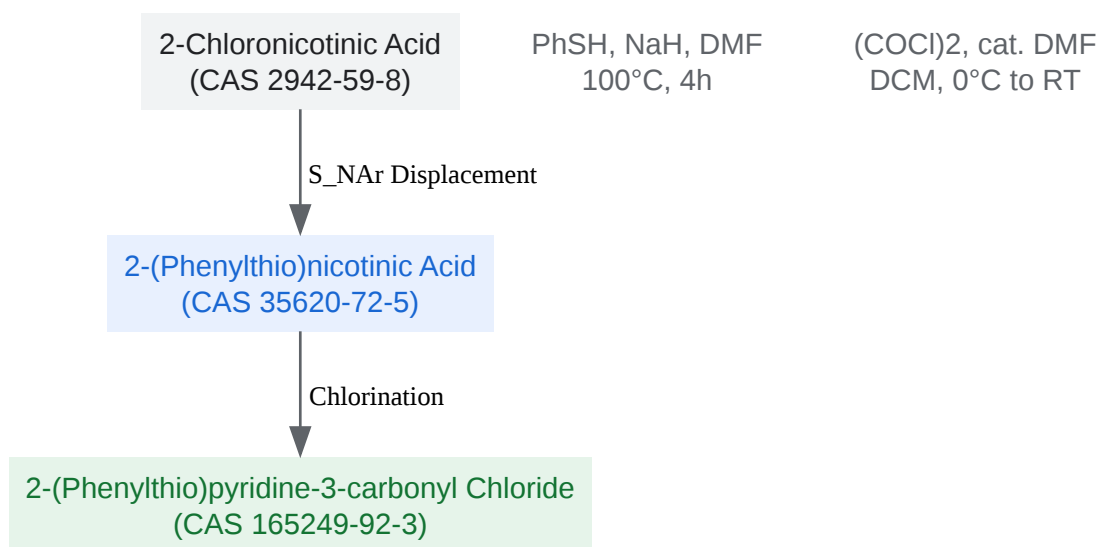 2-Chloronicotinic Acid
(CAS 2942-59-8)
PhSH, NaH, DMF
100°C, 4h
(COCl)2, cat. DMF
DCM, 0°C to RT
S_NAr Displacement
2-(Phenylthio)nicotinic Acid
(CAS 35620-72-5)
Chlorination
2-(Phenylthio)pyridine-3-carbonyl Chloride
(CAS 165249-92-3)